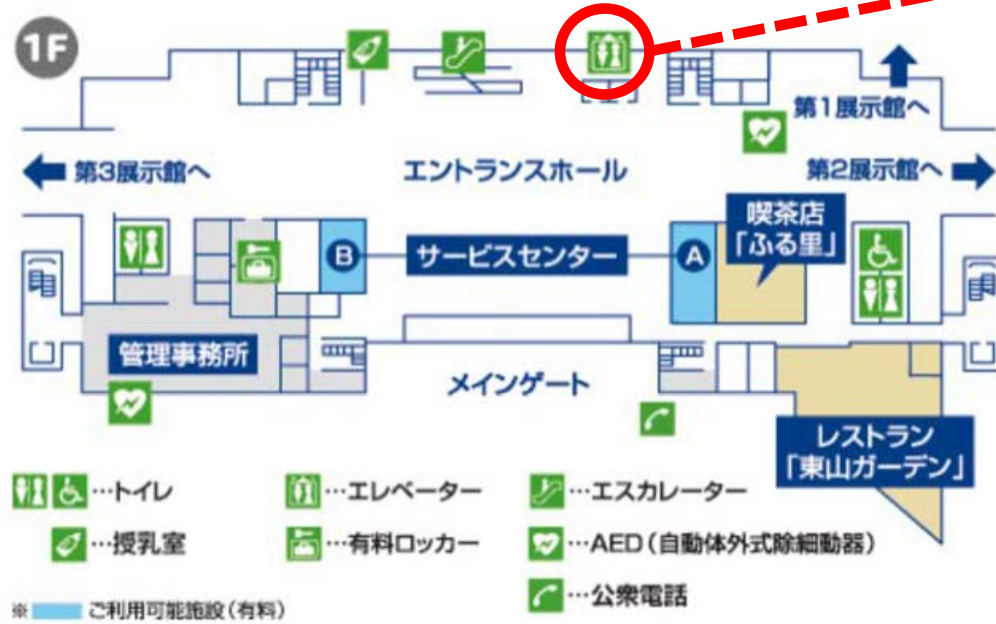 1F
第1展示館へ
第3展示館へ
エントランスホール
第2展示館へ
喫茶店
「ふる里」
B
サービスセンター
A
管理事務所
メインゲート
レストラン
「東山ガーデン」
…トイレ
…エレベーター
…エスカレーター
…授乳室
…有料ロッカー
…AED(自動体外式除細動器)
…公衆電話
※ ご利用可能施設(有料)